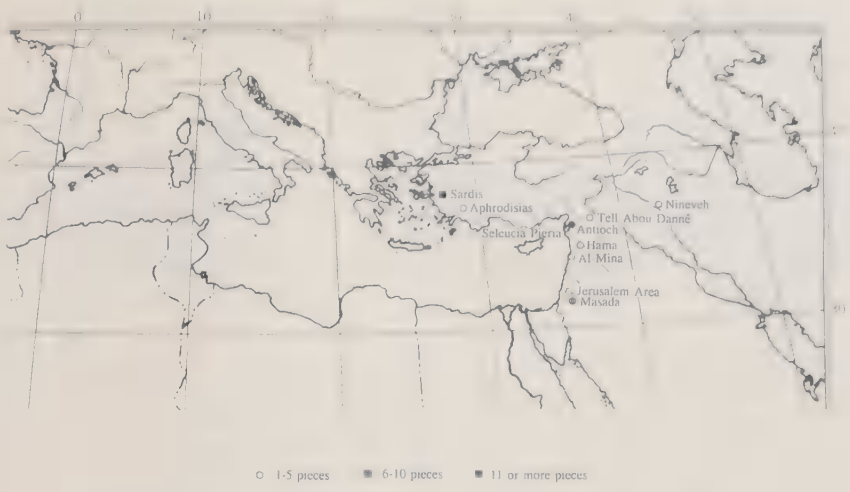 0
10
Sardis
Aphrodisias
Nineveh
Tell Abou Danné
Antioch
Seleucia Pieria
Hama
Al Mina
Jerusalem Area
Masada
1-5 pieces 6-10 pieces 11 or more pieces